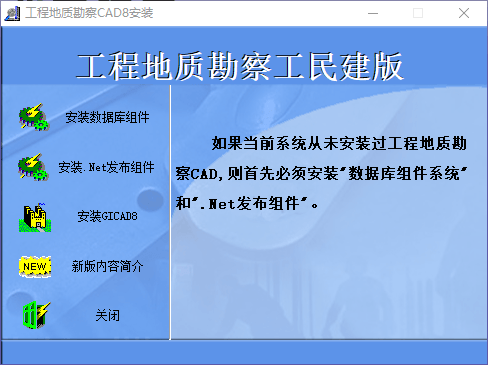 工程地质勘察CAD8安装
工程地质勘察工民建版
安装数据库组件
安装.Net发布组件
安装GICAD8
NEW
新版内容简介
关闭
如果当前系统从未安装过工程地质勘
察CAD,则首先必须安装"数据库组件系统"
和".Net发布组件"。